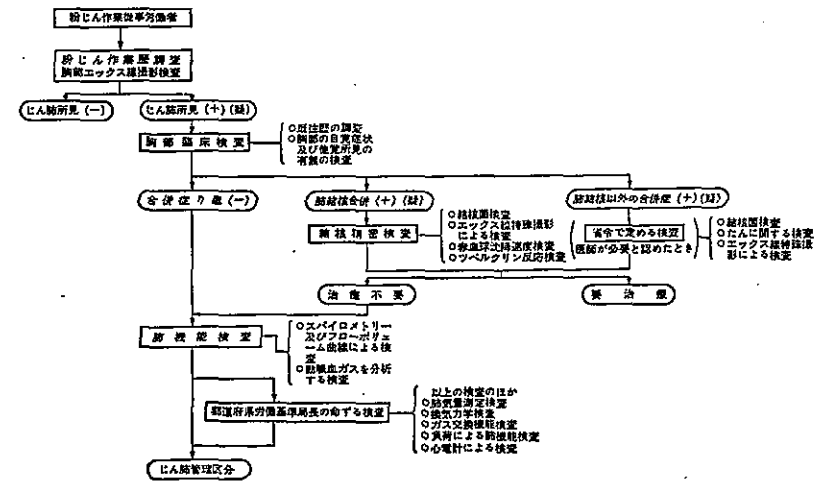 粉じん作業従事労働者
粉じん作業歴調査
胸部エックス線撮影検査
じん肺所見(-)
じん肺所見(+)(疑)
胸部臨床検査
○既往歴の調査
○胸部の自覚症状
及び他覚所見の
有無の検査
合併症り患(-)
肺結核合併(+)(疑)
肺結核以外の合併症(+)(疑)
結核精密検査
○結核菌検査
○エックス線特殊撮影
による検査
○赤血球沈降速度検査
○ツベルクリン反応検査
省令で定める検査
医師が必要と認めたとき
○結核菌検査
○たんに関する検査
○エックス線特殊撮
影による検査
治療不要
要治療
肺機能検査
○スパイロメトリー
及びフローボリュ
ーム曲線による検
査
○動脈血ガスを分析
する検査
都道府県労働基準局長の命ずる検査
以上の検査のほか
○肺気量測定検査
○換気力学検査
○ガス交換機能検査
○負荷による肺機能検査
○心電計による検査
じん肺管理区分